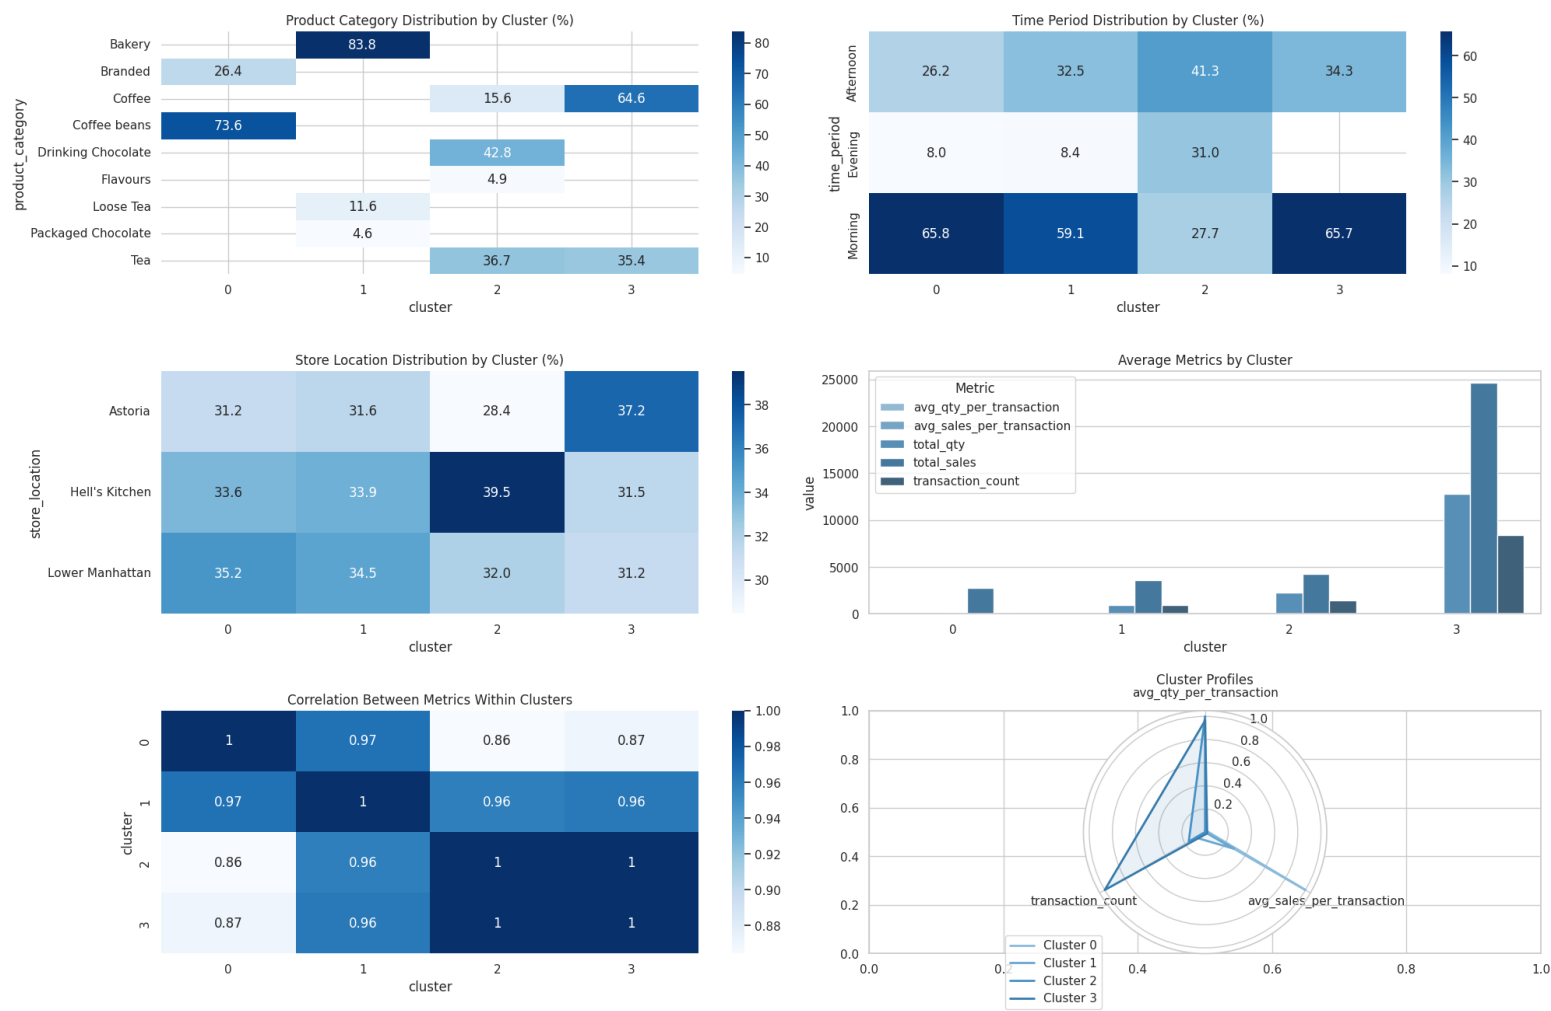 Product Category Distribution by Cluster (%)
product_category
Bakery 83.8
Branded 26.4
Coffee 15.6 64.6
Coffee beans 73.6
Drinking Chocolate 42.8
Flavours 4.9
Loose Tea 11.6
Packaged Chocolate 4.6
Tea 36.7 35.4
0 1 2 3
cluster
80
70
60
50
40
30
20
10
Time Period Distribution by Cluster (%)
time_period
Afternoon 26.2 32.5 41.3 34.3
Evening 8.0 8.4 31.0
Morning 65.8 59.1 27.7 65.7
0 1 2 3
cluster
60
50
40
30
20
10
Store Location Distribution by Cluster (%)
store_location
Astoria 31.2 31.6 28.4 37.2
Hell's Kitchen 33.6 33.9 39.5 31.5
Lower Manhattan 35.2 34.5 32.0 31.2
0 1 2 3
cluster
38
36
34
32
30
Average Metrics by Cluster
value
25000
20000
15000
10000
5000
0
Metric
avg_qty_per_transaction
avg_sales_per_transaction
total_qty
total_sales
transaction_count
0 1 2 3
cluster
Correlation Between Metrics Within Clusters
cluster
0 1 0.97 0.86 0.87
1 0.97 1 0.96 0.96
2 0.86 0.96 1 1
3 0.87 0.96 1 1
0 1 2 3
cluster
1.00
0.98
0.96
0.94
0.92
0.90
0.88
Cluster Profiles
avg_qty_per_transaction
1.0
0.8
0.6
0.4
0.2
0.0
1.0
0.8
0.6
0.4
0.2
transaction_count
avg_sales_per_transaction
0.0 0.2 0.4 0.6 0.8 1.0
Cluster 0
Cluster 1
Cluster 2
Cluster 3